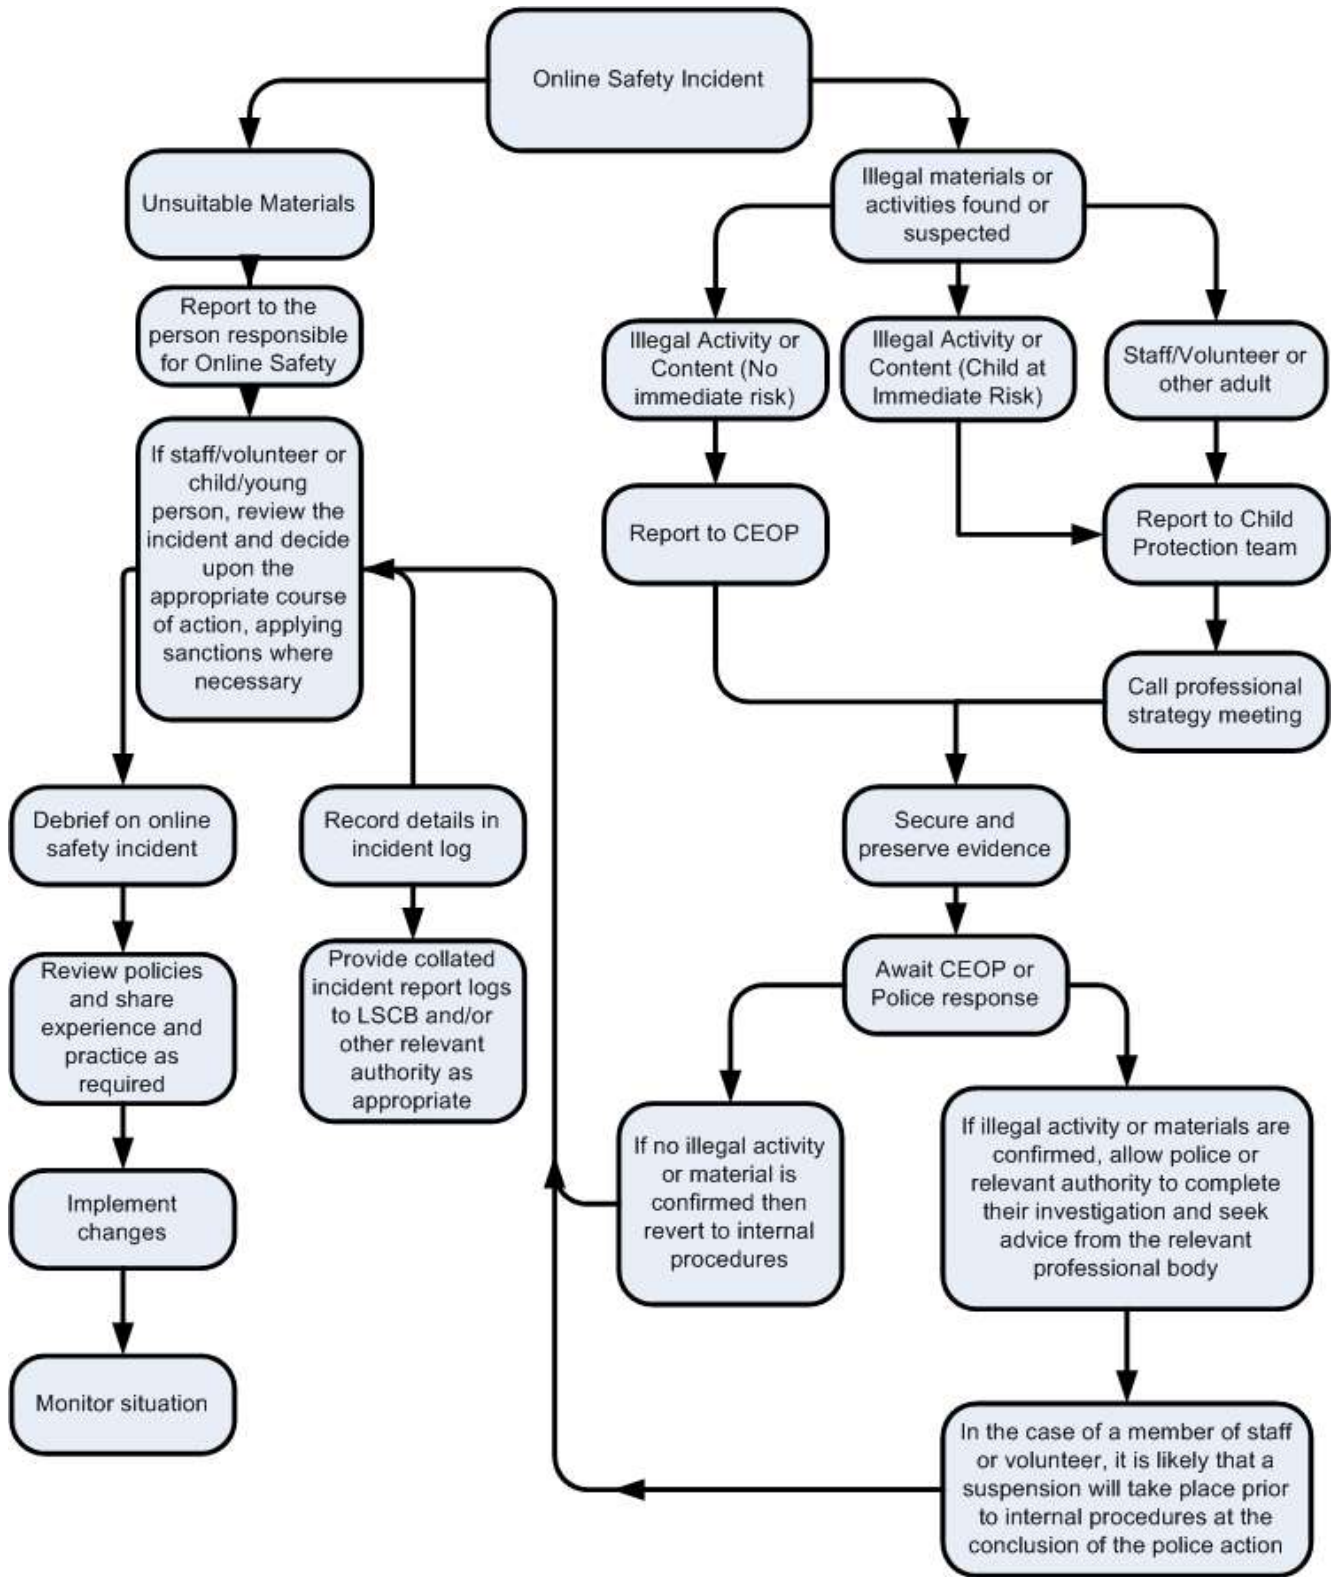 Online Safety Incident
Unsuitable Materials
Report to the
person responsible
for Online Safety
If staff/volunteer or
child/young
person, review the
incident and decide
upon the
appropriate course
of action, applying
sanctions where
necessary
Debrief on online
safety incident
Review policies
and share
experience and
practice as
required
Implement
changes
Monitor situation
Record details in
incident log
Provide collated
incident report logs
to LSCB and/or
other relevant
authority as
appropriate
Illegal materials or
activities found or
suspected
Illegal Activity or
Content (No
immediate risk)
Illegal Activity or
Content (Child at
Immediate Risk)
Staff/Volunteer or
other adult
Report to CEOP
Report to Child
Protection team
Call professional
strategy meeting
Secure and
preserve evidence
Await CEOP or
Police response
If no illegal activity
or material is
confirmed then
revert to internal
procedures
If illegal activity or materials are
confirmed, allow police or
relevant authority to complete
their investigation and seek
advice from the relevant
professional body
In the case of a member of staff
or volunteer, it is likely that a
suspension will take place prior
to internal procedures at the
conclusion of the police action